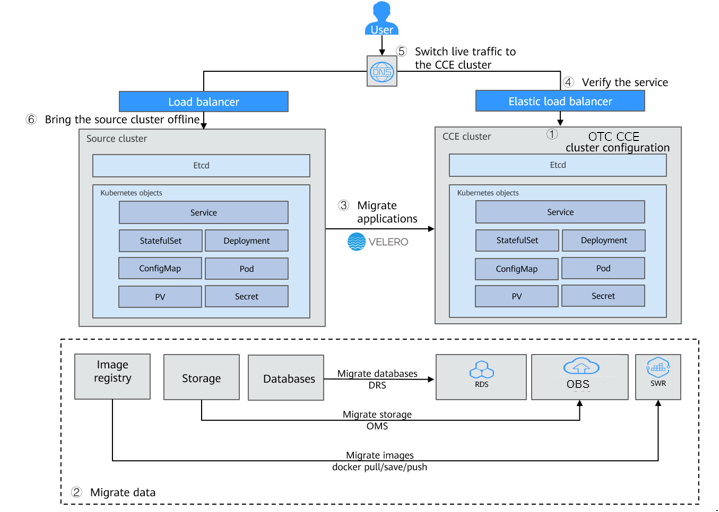 User
DNS
⑤ Switch live traffic to
the CCE cluster
④ Verify the service
Load balancer
Elastic load balancer
⑥ Bring the source cluster offline
Source cluster
Etcd
Kubernetes objects
Service
StatefulSet
Deployment
ConfigMap
Pod
PV
Secret
③ Migrate
applications
VELERO
CCE cluster
① OTC CCE
cluster configuration
Etcd
Kubernetes objects
Service
StatefulSet
Deployment
ConfigMap
Pod
PV
Secret
Image
registry
Storage
Databases
Migrate databases
DRS
RDS
OBS
SWR
Migrate storage
OMS
Migrate images
docker pull/save/push
② Migrate data